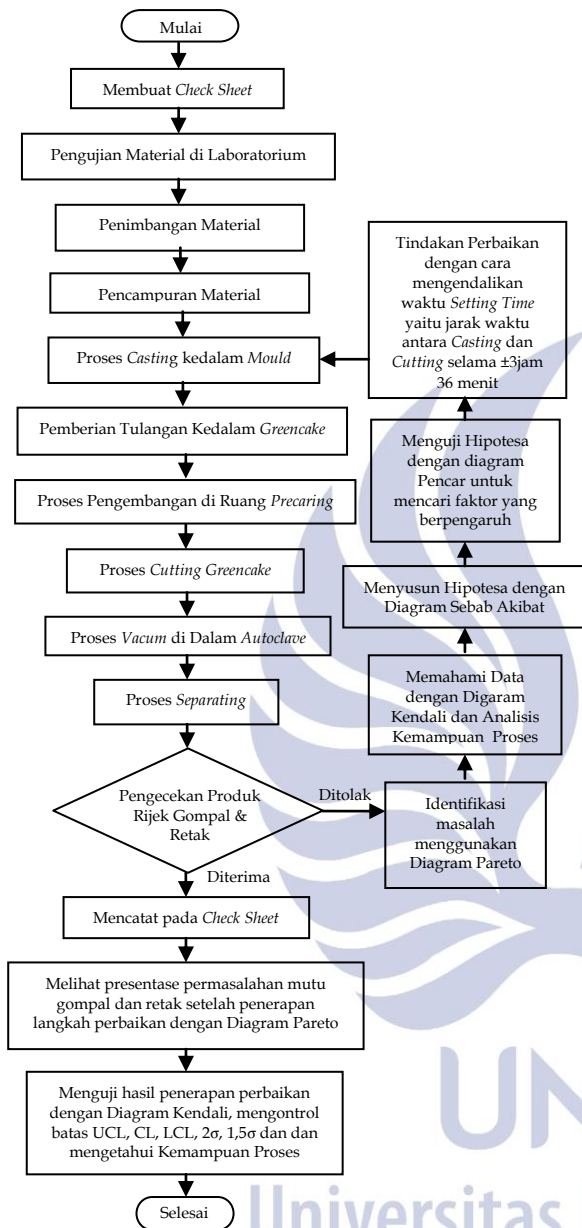 Mulai
Membuat Check Sheet
Pengujian Material di Laboratorium
Penimbangan Material
Pencampuran Material
Proses Casting kedalam Mould
Pemberian Tulangan Kedalam Greencake
Proses Pengembangan di Ruang Precaring
Proses Cutting Greencake
Proses Vacum di Dalam Autoclave
Proses Separating
Pengecekan Produk
Rijek Gompal &
Retak
Ditolak
Identifikasi
masalah
menggunakan
Diagram Pareto
Memahami Data
dengan Digaram
Kendali dan Analisis
Kemampuan Proses
Menyusun Hipotesa dengan
Diagram Sebab Akibat
Menguji Hipotesa
dengan diagram
Pencar untuk
mencari faktor yang
berpengaruh
Tindakan Perbaikan
dengan cara
mengendalikan
waktu Setting Time
yaitu jarak waktu
antara Casting dan
Cutting selama ±3jam
36 menit
Diterima
Mencatat pada Check Sheet
Melihat presentase permasalahan mutu
gompal dan retak setelah penerapan
langkah perbaikan dengan Diagram Pareto
Menguji hasil penerapan perbaikan
dengan Diagram Kendali, mengontrol
batas UCL, CL, LCL, 2σ, 1,5σ dan dan
mengetahui Kemampuan Proses
Selesai
UN
Universitas